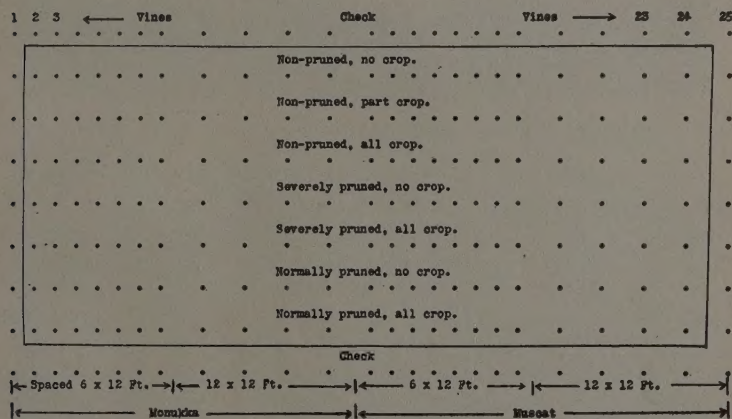 1 2 3 ← Vines Check Vines → 23 24 25
Non-pruned, no crop.
Non-pruned, part crop.
Non-pruned, all crop.
Severely pruned, no crop.
Severely pruned, all crop.
Normally pruned, no crop.
Normally pruned, all crop.
Check
Spaced 6 x 12 Ft. 12 x 12 Ft. 6 x 12 Ft. 12 x 12 Ft.
Monukka Muscat